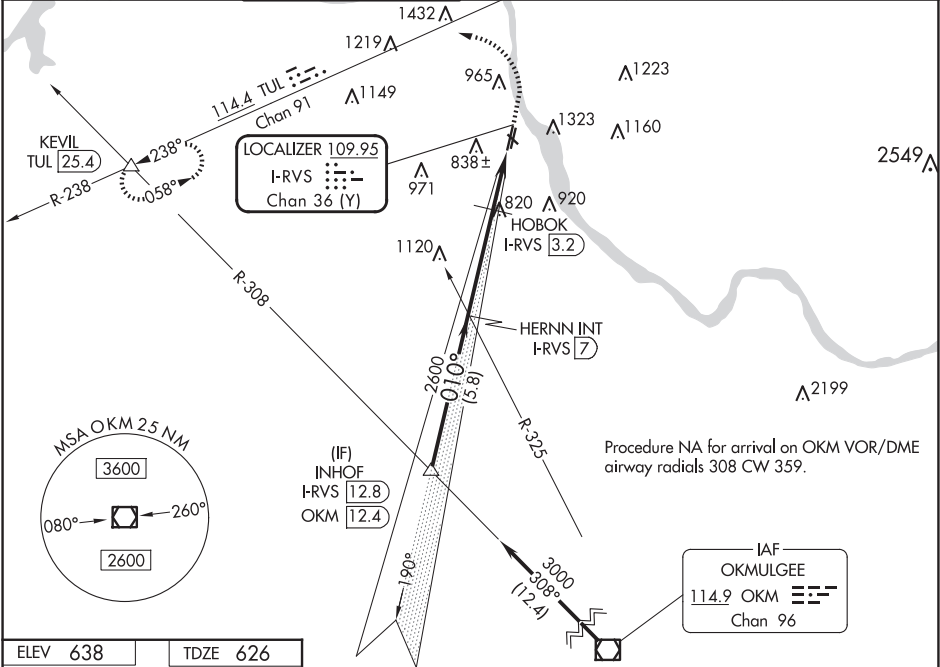 1432
1219
965
1223
114.4 TUL
Chan 91
1149
1323
1160
KEVIL
TUL 25.4
238°
058°
R-238
LOCALIZER 109.95
I-RVS
Chan 36 (Y)
838±
971
2549
820
920
HOBOK
I-RVS 3.2
1120
R-308
HERNN INT
I-RVS 7
2600
010°
(5.8)
R-325
2199
MSA OKM 25 NM
3600
080°
260°
2600
(IF)
INHOF
I-RVS 12.8
OKM 12.4
Procedure NA for arrival on OKM VOR/DME
airway radials 308 CW 359.
190°
3000
308°
(12.4)
IAF
OKMULGEE
114.9 OKM
Chan 96
ELEV 638
TDZE 626